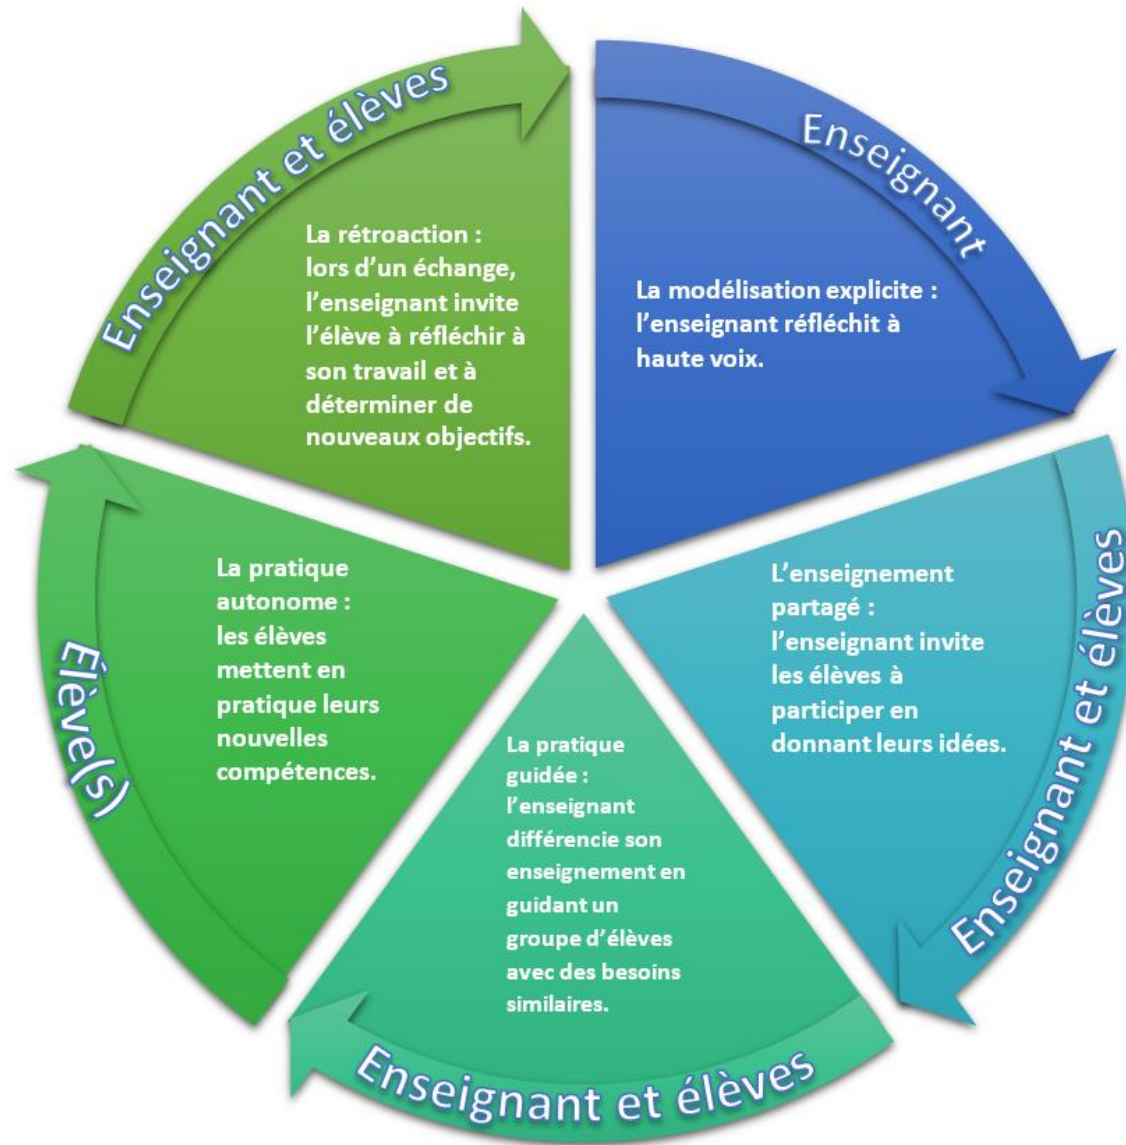 Enseignant
La modélisation explicite :
l’enseignant réfléchit à
haute voix.
Enseignant et élèves
L’enseignement
partagé :
l’enseignant invite
les élèves à
participer en
donnant leurs idées.
Enseignant et élèves
La pratique
guidée :
l’enseignant
différencie son
enseignement en
guidant un
groupe d’élèves
avec des besoins
similaires.
Élève(s)
La pratique
autonome :
les élèves
mettent en
pratique leurs
nouvelles
compétences.
Enseignant et élèves
La rétroaction :
lors d’un échange,
l’enseignant invite
l’élève à réfléchir à
son travail et à
déterminer de
nouveaux objectifs.